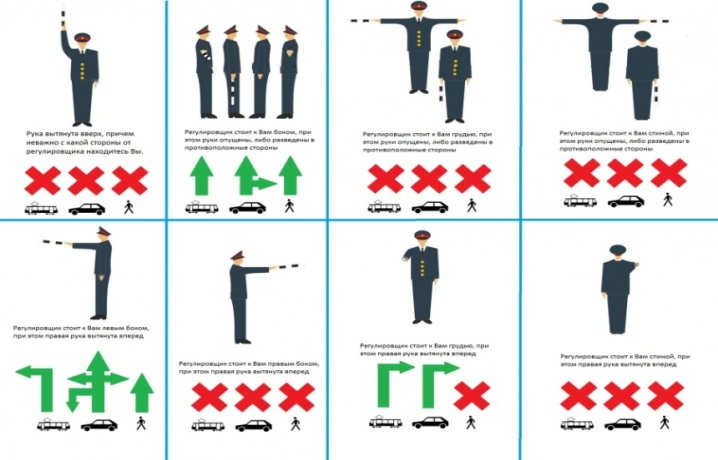 Рука вытянута вверх, причем
неважно с какой стороны от
регулировщика находитесь Вы.
Регулировщик стоит к Вам боком, при
этом руки опущены, либо разведены в
противоположные стороны
Регулировщик стоит к Вам грудью, при
этом руки опущены, либо разведены в
противоположные стороны
Регулировщик стоит к Вам спиной, при
этом руки опущены, либо разведены в
противоположные стороны
Регулировщик стоит к Вам левым боком,
при этом правая рука вытянута вперед
Регулировщик стоит к Вам правым боком,
при этом правая рука вытянута вперед
Регулировщик стоит к Вам грудью, при
этом правая рука вытянута вперед
Регулировщик стоит к Вам спиной, при
этом правая рука вытянута вперед